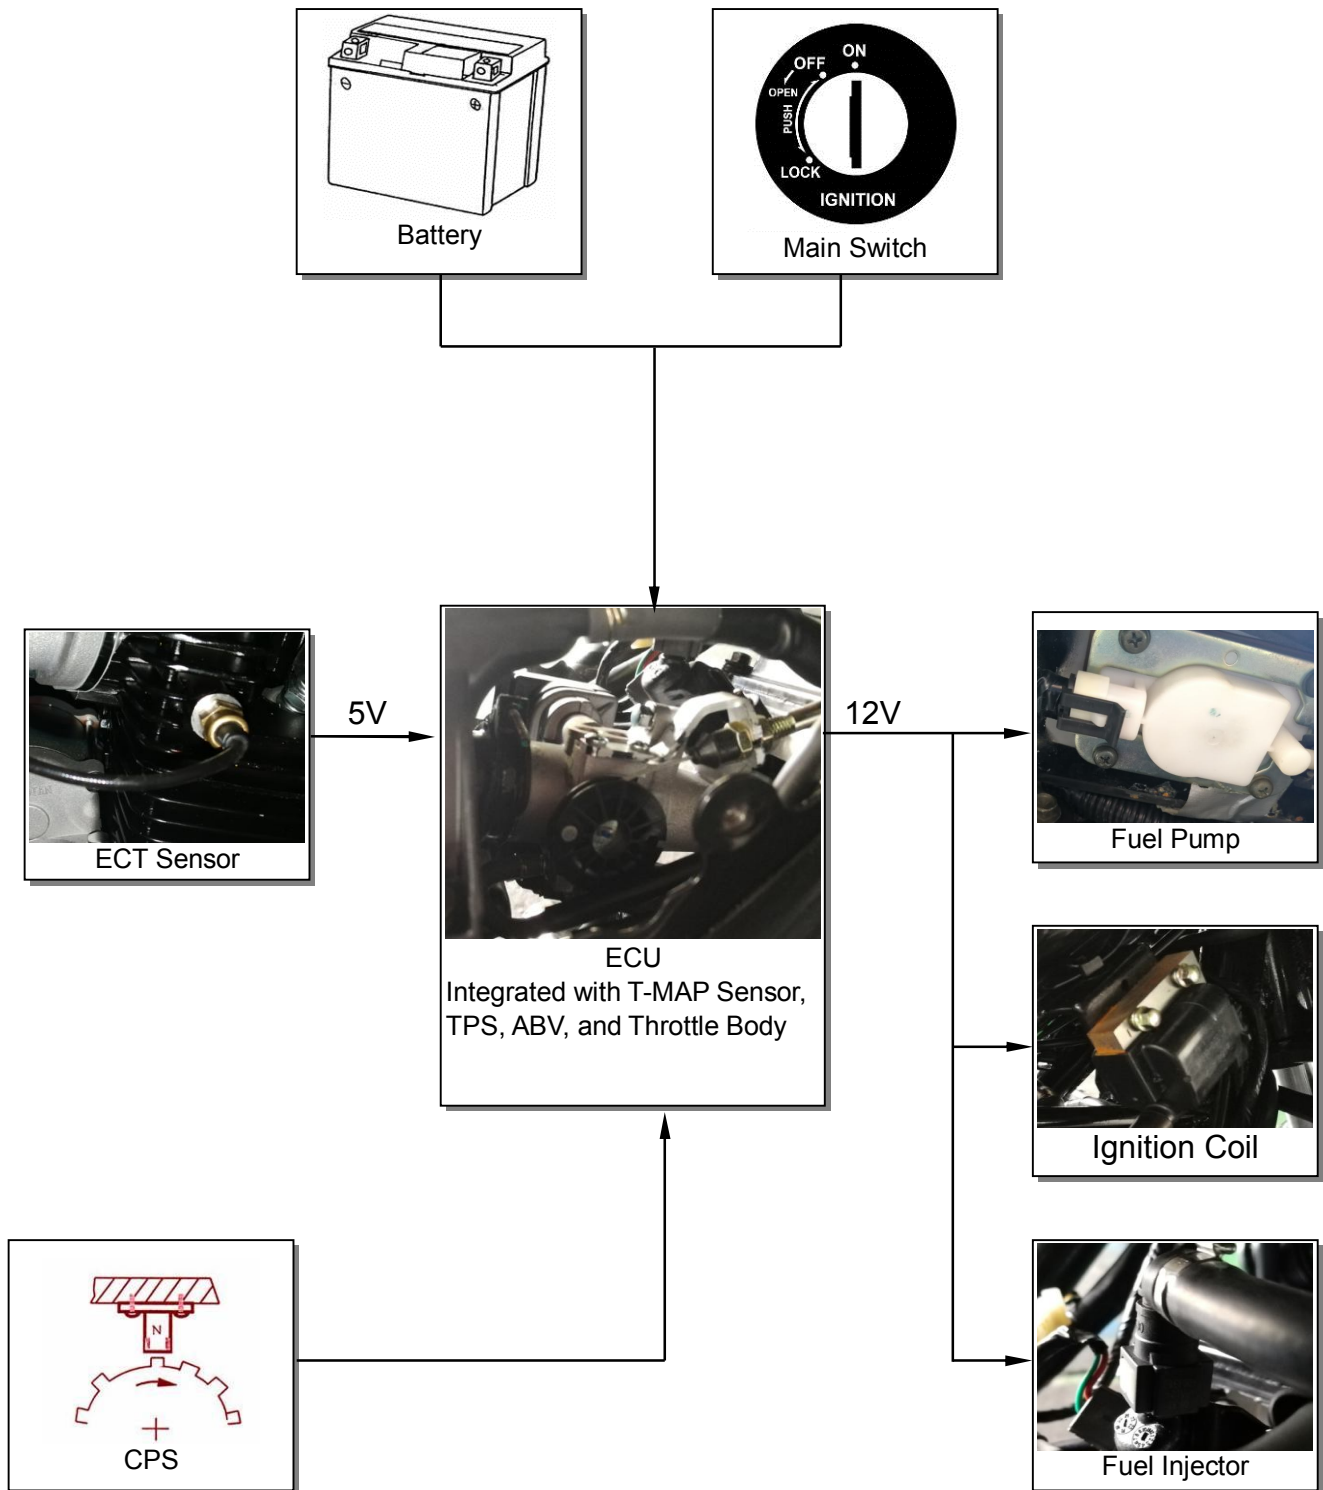 ON
OFF
OPEN
PUSH
LOCK
IGNITION
Battery
Main Switch
5V
12V
ECT Sensor
Fuel Pump
ECU
Integrated with T-MAP Sensor,
TPS, ABV, and Throttle Body
Ignition Coil
N
CPS
Fuel Injector